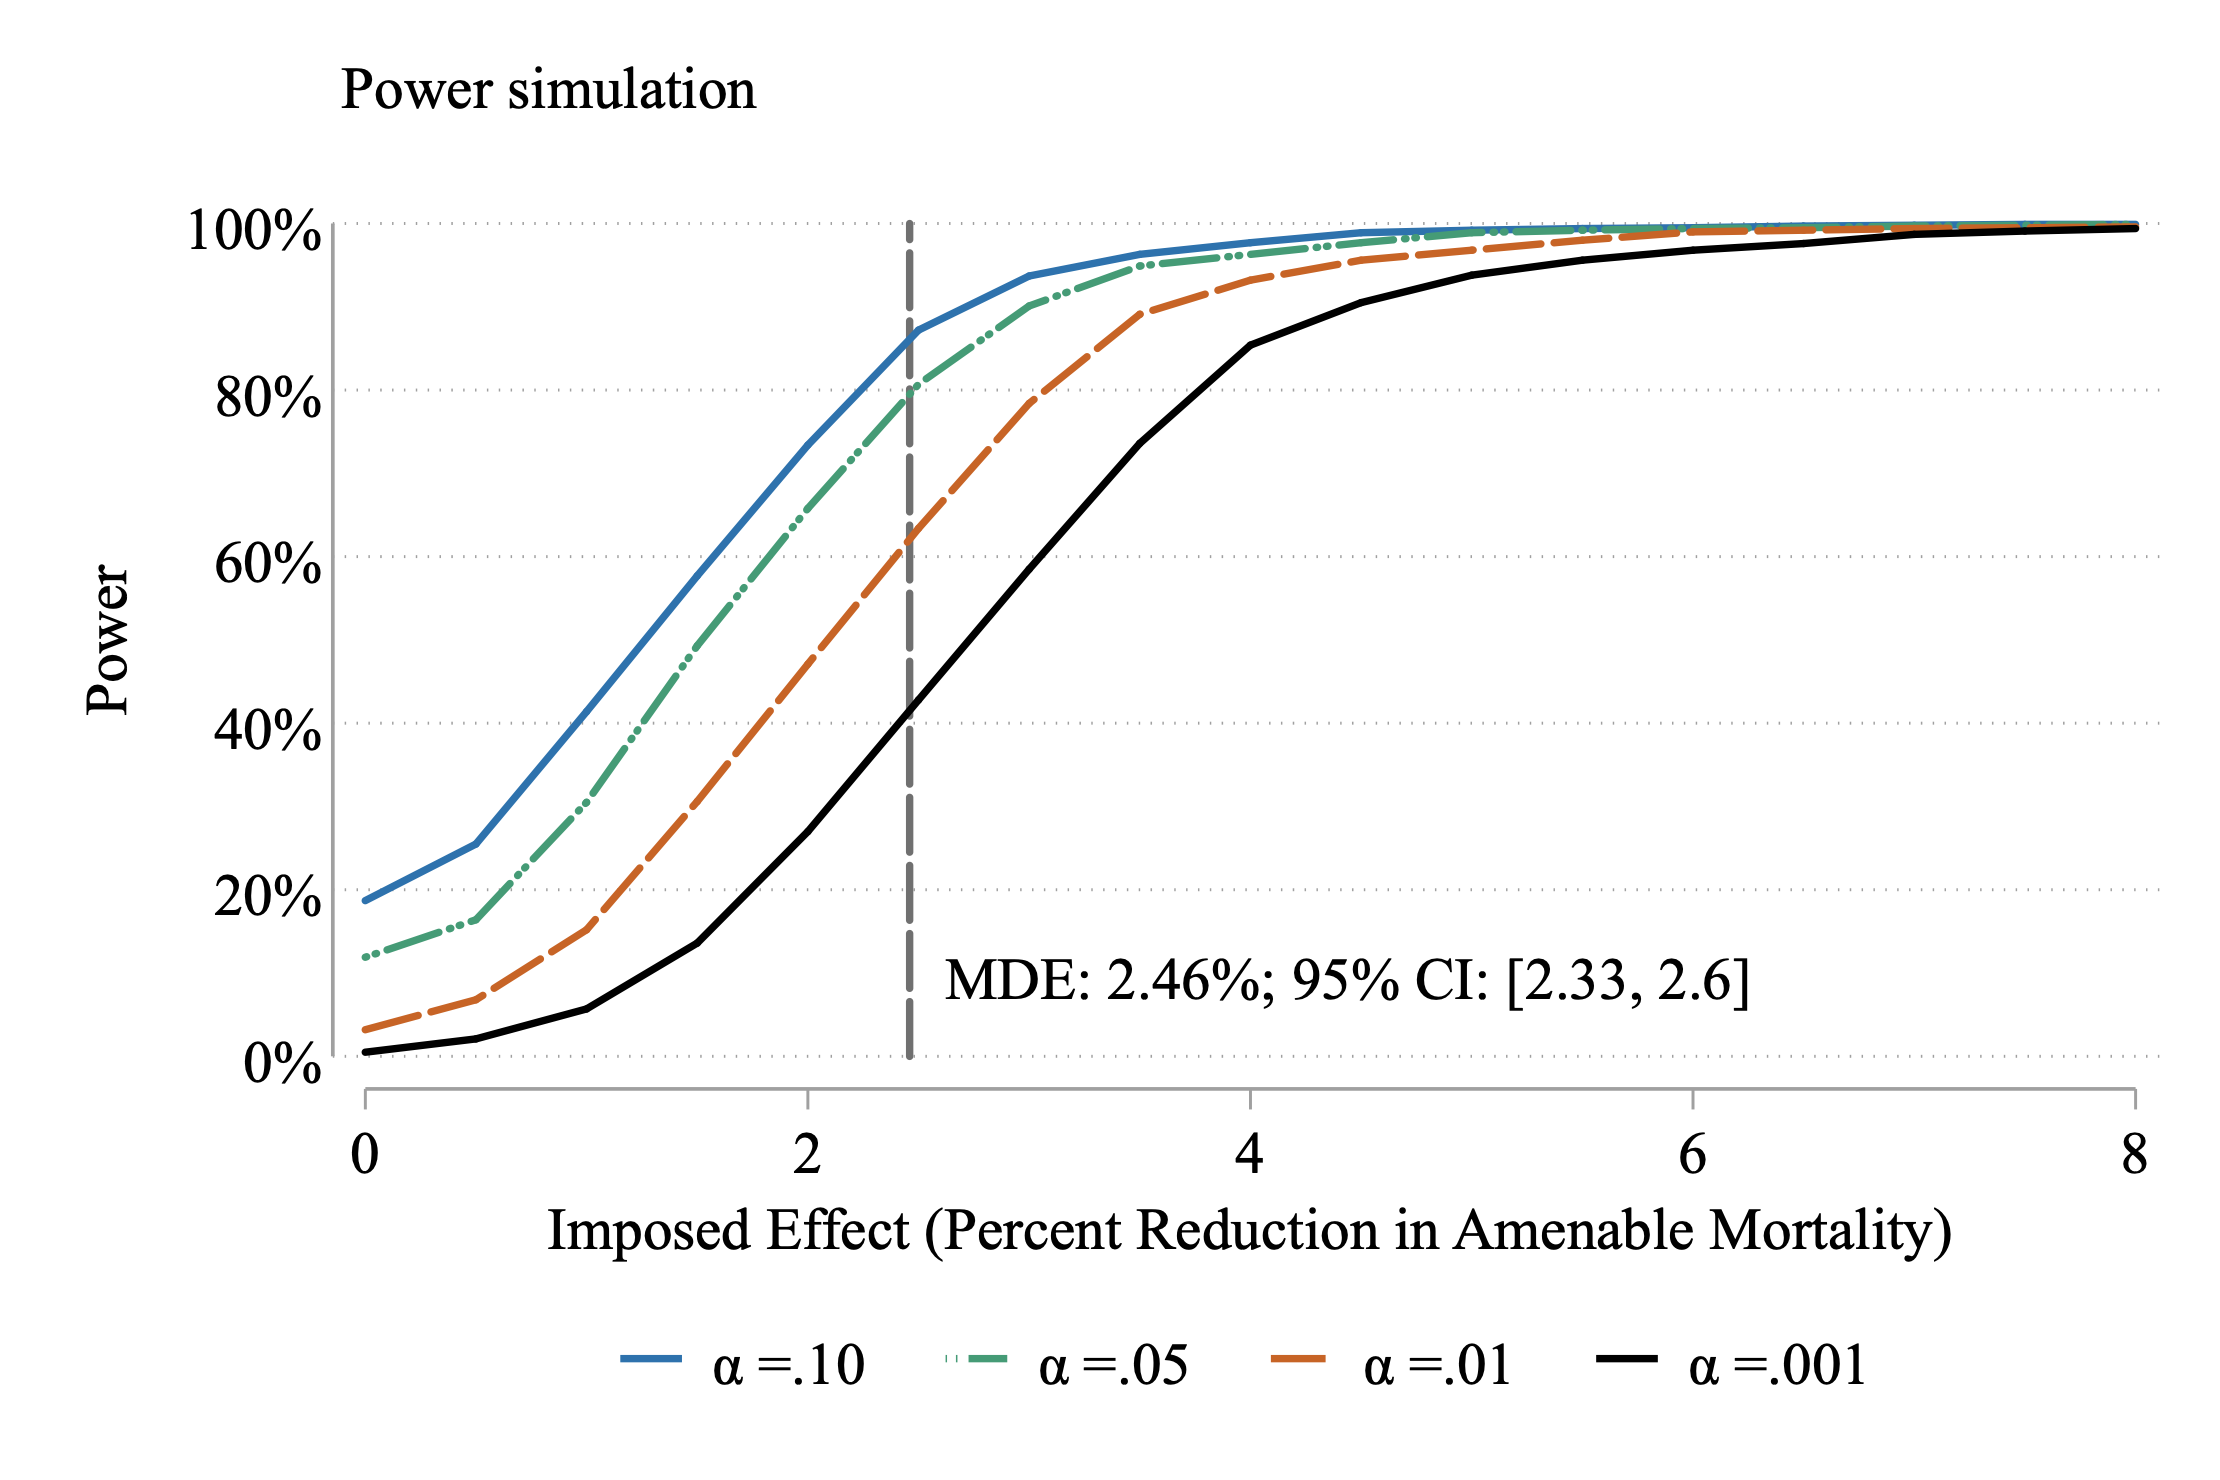 Power simulation
100%
80%
60%
40%
20%
0%
Power
MDE: 2.46%; 95% CI: [2.33, 2.6]
0 2 4 6 8
Imposed Effect (Percent Reduction in Amenable Mortality)
α =.10 α =.05 α =.01 α =.001